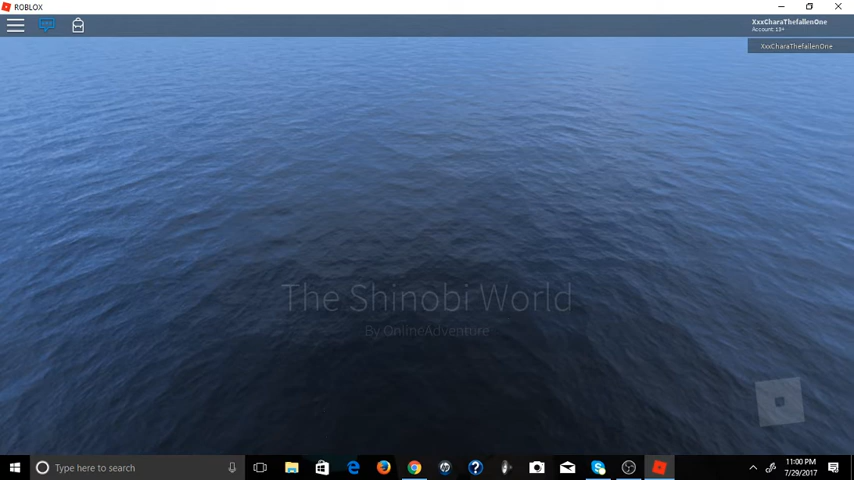 ROBLOX
XxxCharaThefallenOne
Account: 13+
XxxCharaThefallenOne
The Shinobi World
By OnlineAdventure
Type here to search
11:00 PM
7/29/2017